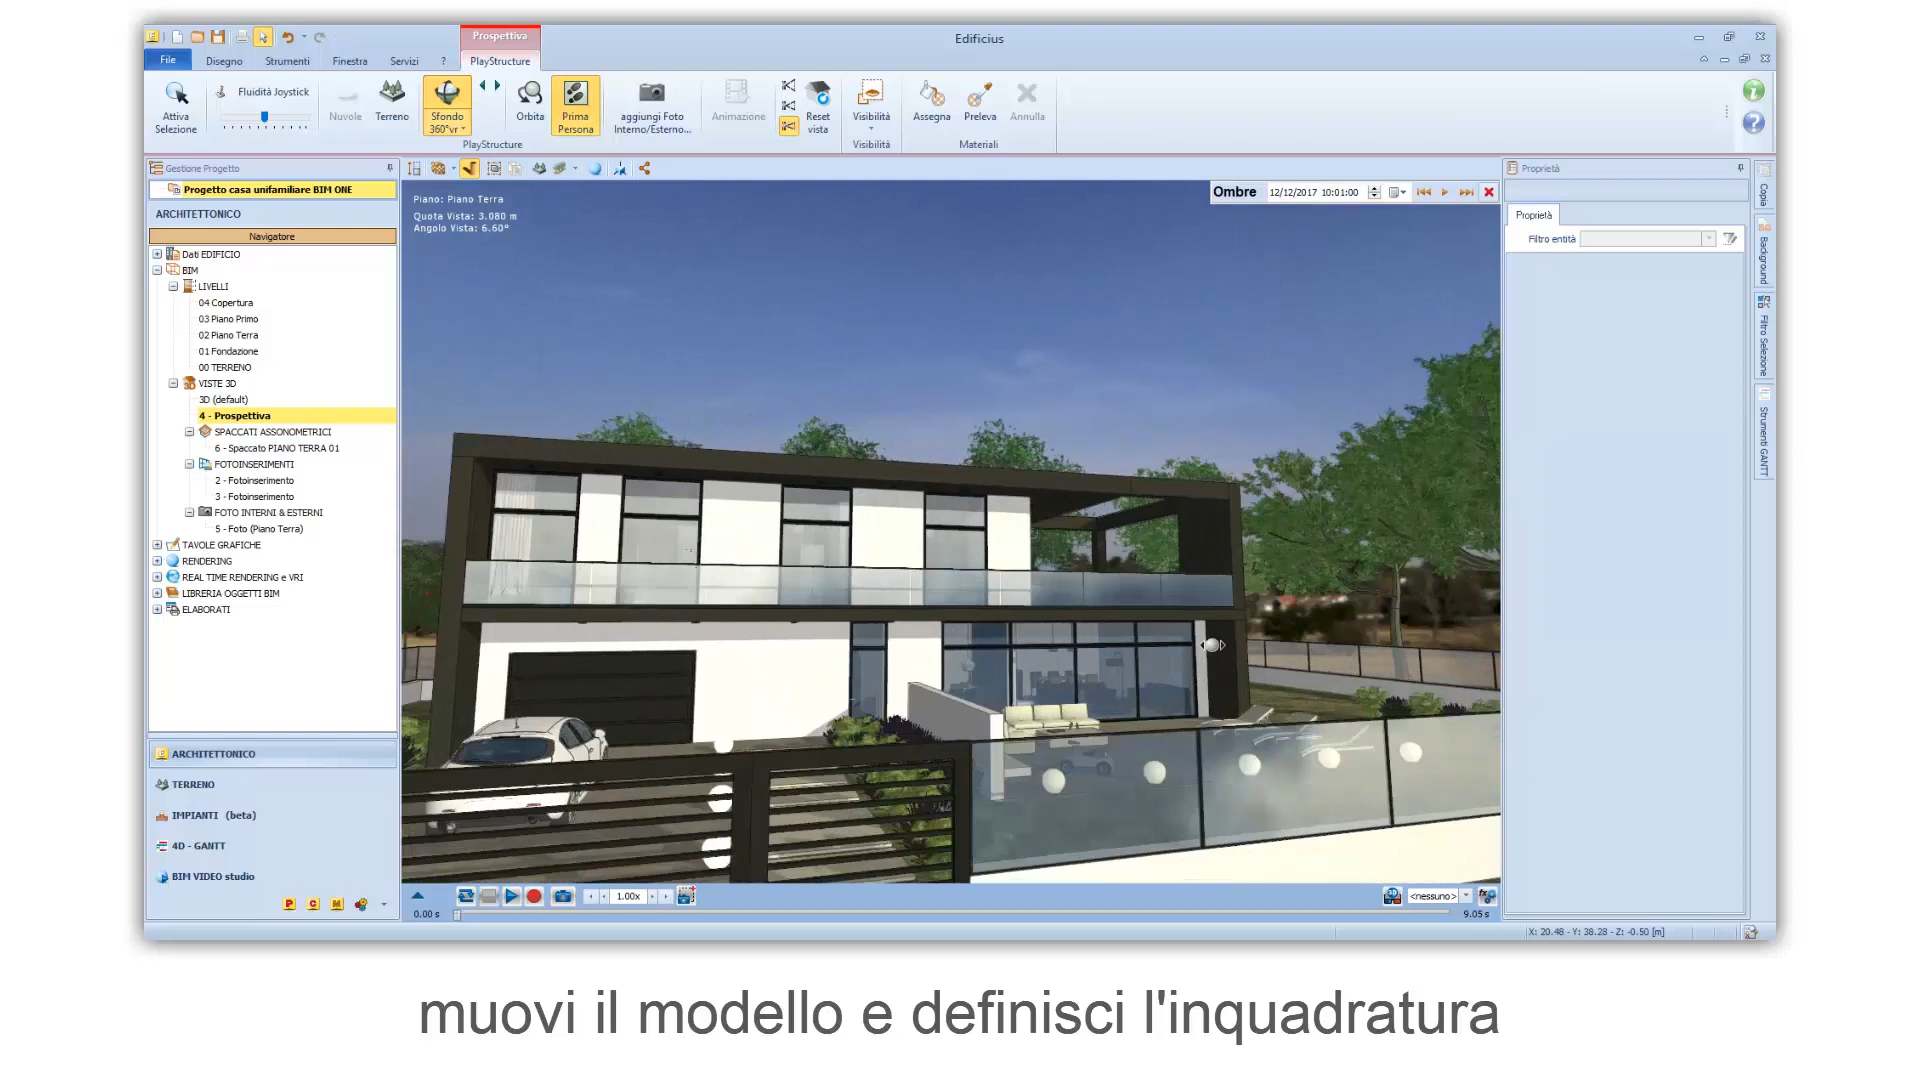 Prospettiva
Edificius
File
Disegno
Strumenti
Finestra
Servizi
?
PlayStructure
Attiva
Selezione
Fluidità Joystick
Nuvole
Terreno
Sfondo
360°vr
Orbita
Prima
Persona
aggiungi Foto
Interno/Esterno...
Animazione
Reset
vista
Visibilità
Assegna
Preleva
Annulla
PlayStructure
Visibilità
Materiali
Gestione Progetto
Progetto casa unifamiliare BIM ONE
ARCHITETTONICO
Navigatore
Dati EDIFICIO
BIM
LIVELLI
04 Copertura
03 Piano Primo
02 Piano Terra
01 Fondazione
00 TERRENO
VISTE 3D
3D (default)
4 - Prospettiva
SPACCATI ASSONOMETRICI
6 - Spaccato PIANO TERRA 01
FOTOINSERIMENTI
2 - Fotoinserimento
3 - Fotoinserimento
FOTO INTERNI & ESTERNI
5 - Foto (Piano Terra)
TAVOLE GRAFICHE
RENDERING
REAL TIME RENDERING e VRI
LIBRERIA OGGETTI BIM
ELABORATI
ARCHITETTONICO
TERRENO
IMPIANTI (beta)
4D - GANTT
BIM VIDEO studio
P C M
Piano: Piano Terra
Quota Vista: 3.080 m
Angolo Vista: 6.60°
Ombre 12/12/2017 10:01:00
1.00x
<nessuno>
0.00 s
9.05 s
Proprietà
Proprietà
Filtro entità
Copia
Background
Filtro Selezione
Strumenti GANTT
X: 20.48 - Y: 38.28 - Z: -0.50 [m]
muovi il modello e definisci l'inquadratura